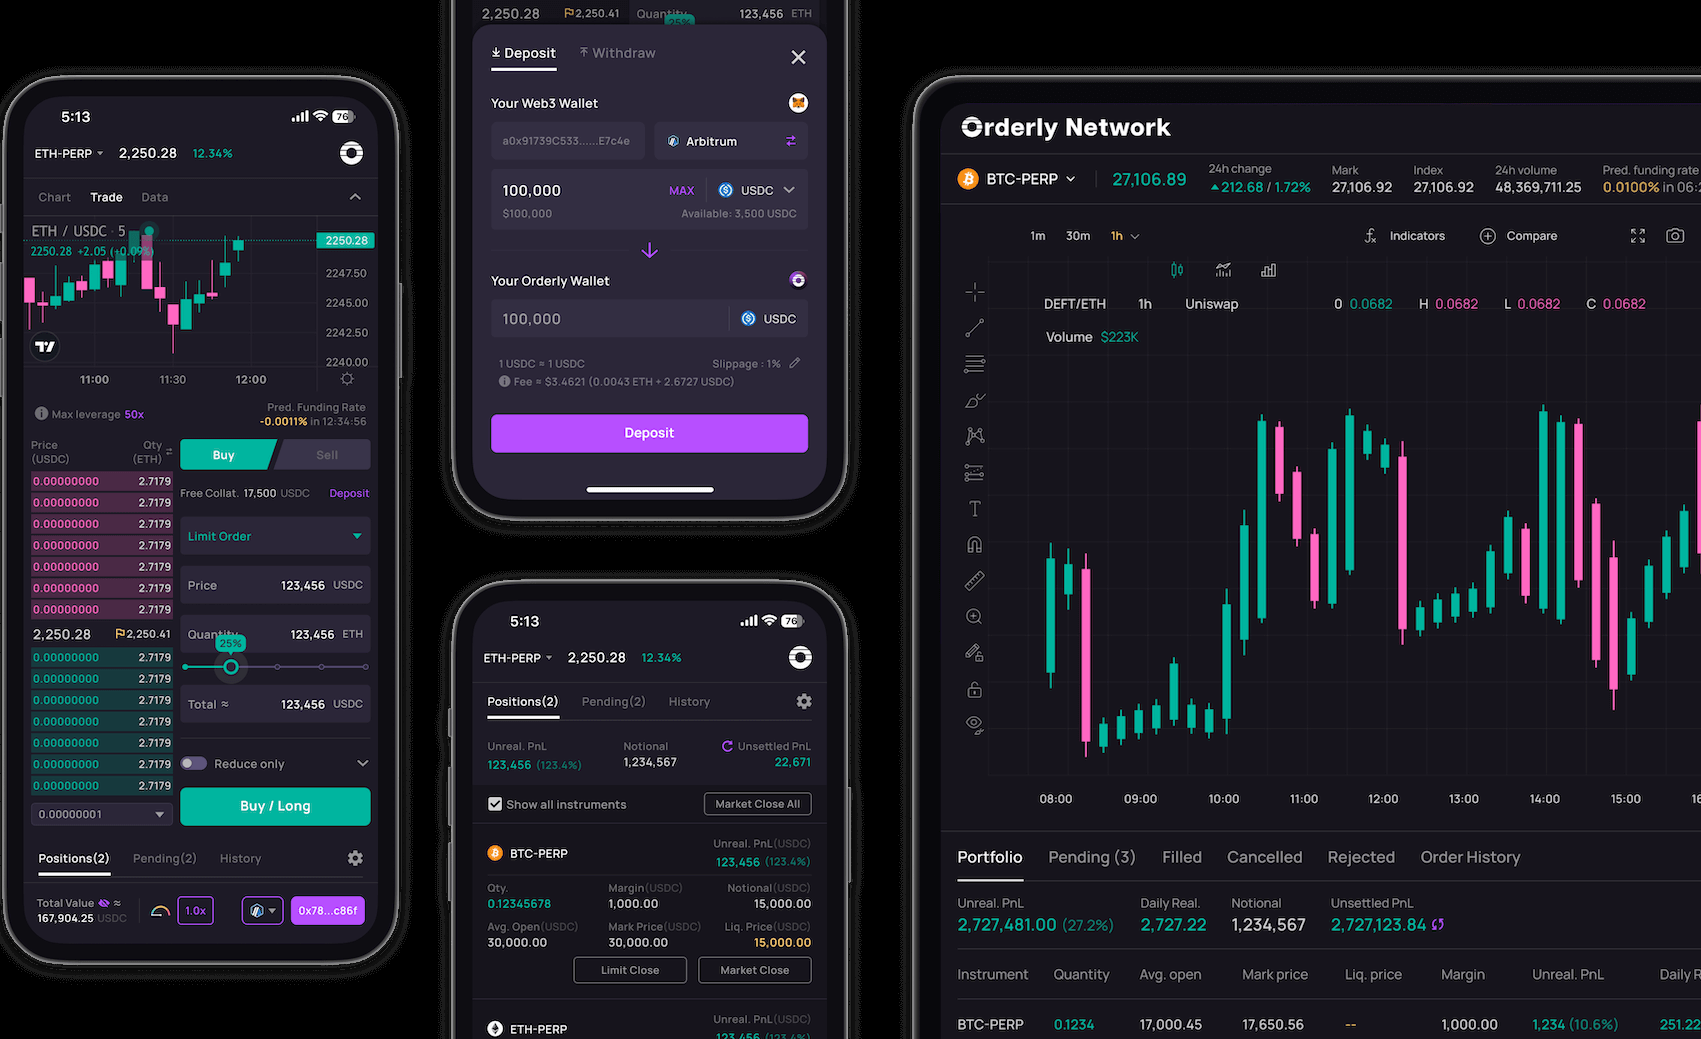 5:13
76
ETH-PERP
2,250.28
12.34%
Chart
Trade
Data
ETH / USDC · 5
2250.28 +2.05 (+0.09%)
2250.28
2247.50
2245.00
2242.50
2240.00
11:00
11:30
12:00
Max leverage 50x
Pred. Funding Rate
-0.0011% in 12:34:56
Price
(USDC)
Qty
(ETH)
0.00000000 2.7179
0.00000000 2.7179
0.00000000 2.7179
0.00000000 2.7179
0.00000000 2.7179
0.00000000 2.7179
0.00000000 2.7179
2,250.28 2,250.41
0.00000000 2.7179
0.00000000 2.7179
0.00000000 2.7179
0.00000000 2.7179
0.00000000 2.7179
0.00000000 2.7179
0.00000000 2.7179
0.00000001
Buy
Sell
Free Collat. 17,500 USDC
Deposit
Limit Order
Price 123,456 USDC
Quantity 123,456 ETH
25%
Total ≈ 123,456 USDC
Reduce only
Buy / Long
Positions(2)
Pending(2)
History
Total Value ≈
167,904.25 USDC
1.0x
0x78...c86f
2,250.28 2,250.41
Quantity 123,456 ETH
25%
Deposit
Withdraw
Your Web3 Wallet
a0x91739C533......E7c4e
Arbitrum
100,000 MAX USDC
$100,000 Available: 3,500 USDC
Your Orderly Wallet
100,000 USDC
1 USDC = 1 USDC
Slippage : 1%
Fee ≈ $3.4621 (0.0043 ETH + 2.6727 USDC)
Deposit
5:13
76
ETH-PERP
2,250.28
12.34%
Positions(2)
Pending(2)
History
Unreal. PnL Notional Unsettled PnL
123,456 (123.4%) 1,234,567 22,671
Show all instruments
Market Close All
BTC-PERP
Unreal. PnL(USDC)
123,456 (123.4%)
Qty. Margin(USDC) Notional(USDC)
0.12345678 1,000.00 15,000.00
Avg. Open(USDC) Mark Price(USDC) Liq. Price(USDC)
30,000.00 30,000.00 15,000.00
Limit Close
Market Close
ETH-PERP
Unreal. PnL(USDC)
123,456 (123.4%)
Orderly Network
BTC-PERP
27,106.89
24h change
212.68 / 1.72%
Mark
27,106.92
Index
27,106.92
24h volume
48,369,711.25
Pred. funding rate
0.0100% in 06:2
1m
30m
1h
Indicators
Compare
DEFT/ETH 1h Uniswap 0 0.0682 H 0.0682 L 0.0682 C 0.0682
Volume $223K
08:00 09:00 10:00 11:00 12:00 13:00 14:00 15:00 16
Portfolio
Pending (3)
Filled
Cancelled
Rejected
Order History
Unreal. PnL Daily Real. Notional Unsettled PnL
2,727,481.00 (27.2%) 2,727.22 1,234,567 2,727,123.84
Instrument Quantity Avg. open Mark price Liq. price Margin Unreal. PnL Daily R
BTC-PERP 0.1234 17,000.45 17,650.56 -- 1,000.00 1,234 (10.6%) 251.22